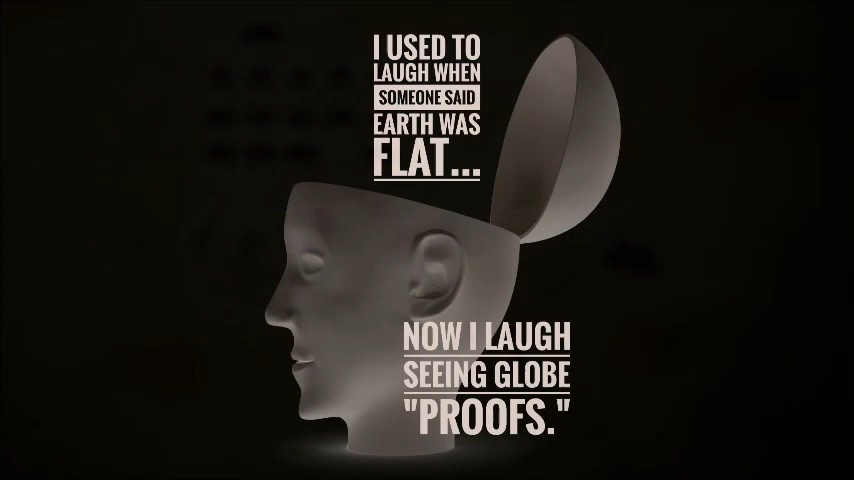 I USED TO
LAUGH WHEN
SOMEONE SAID
EARTH WAS
FLAT...
NOW I LAUGH
SEEING GLOBE
"PROOFS."